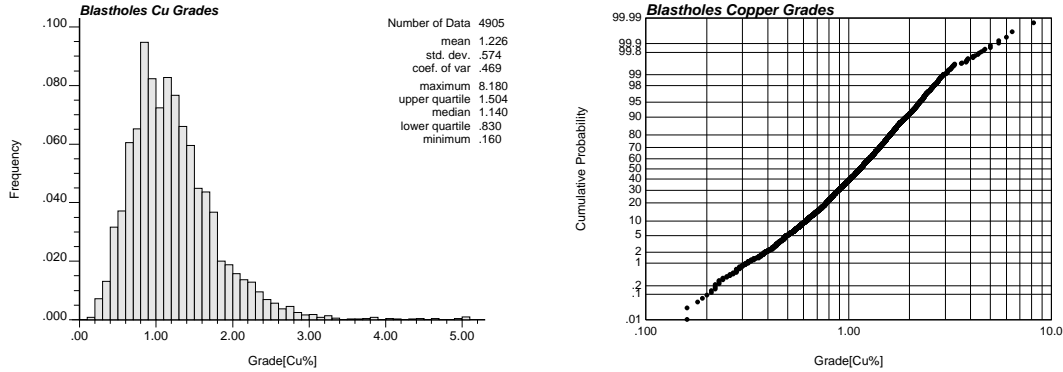 Blastholes Cu Grades
Number of Data 4905
mean 1.226
std. dev. .574
coef. of var .469
maximum 8.180
upper quartile 1.504
median 1.140
lower quartile .830
minimum .160
Frequency
.100
.080
.060
.040
.020
.000
.00 1.00 2.00 3.00 4.00 5.00
Grade[Cu%]
Blastholes Copper Grades
Cumulative Probability
99.99
99.9
99.8
99
98
95
90
80
70
60
50
40
30
20
10
5
2
1
.2
.1
.01
.100 1.00 10.0
Grade[Cu%]